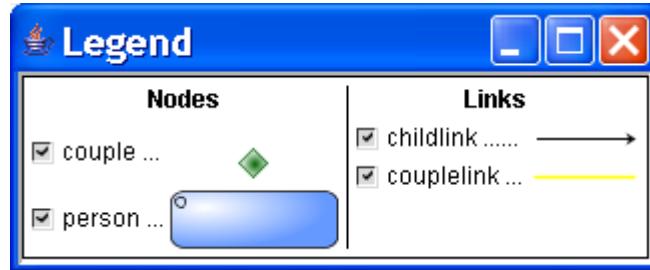 Legend
Nodes
couple ...
person ...
Links
childlink ......
couplelink ...